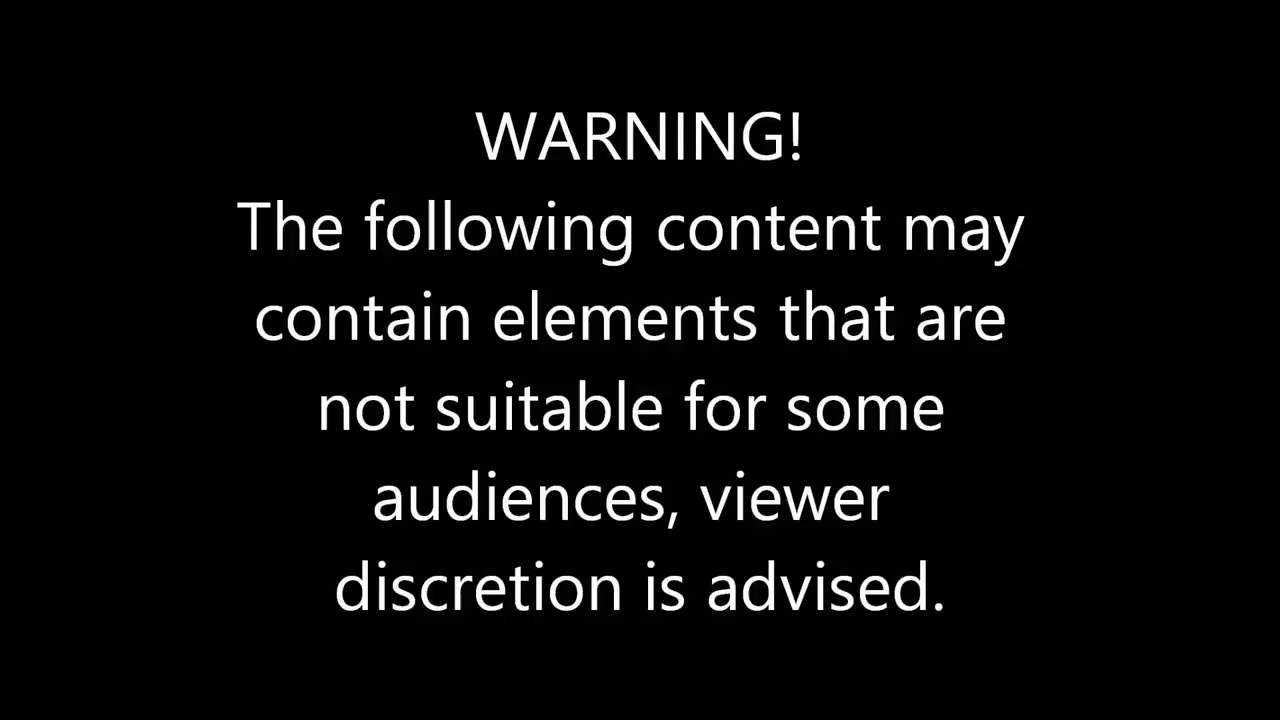 WARNING!
The following content may
contain elements that are
not suitable for some
audiences, viewer
discretion is advised.